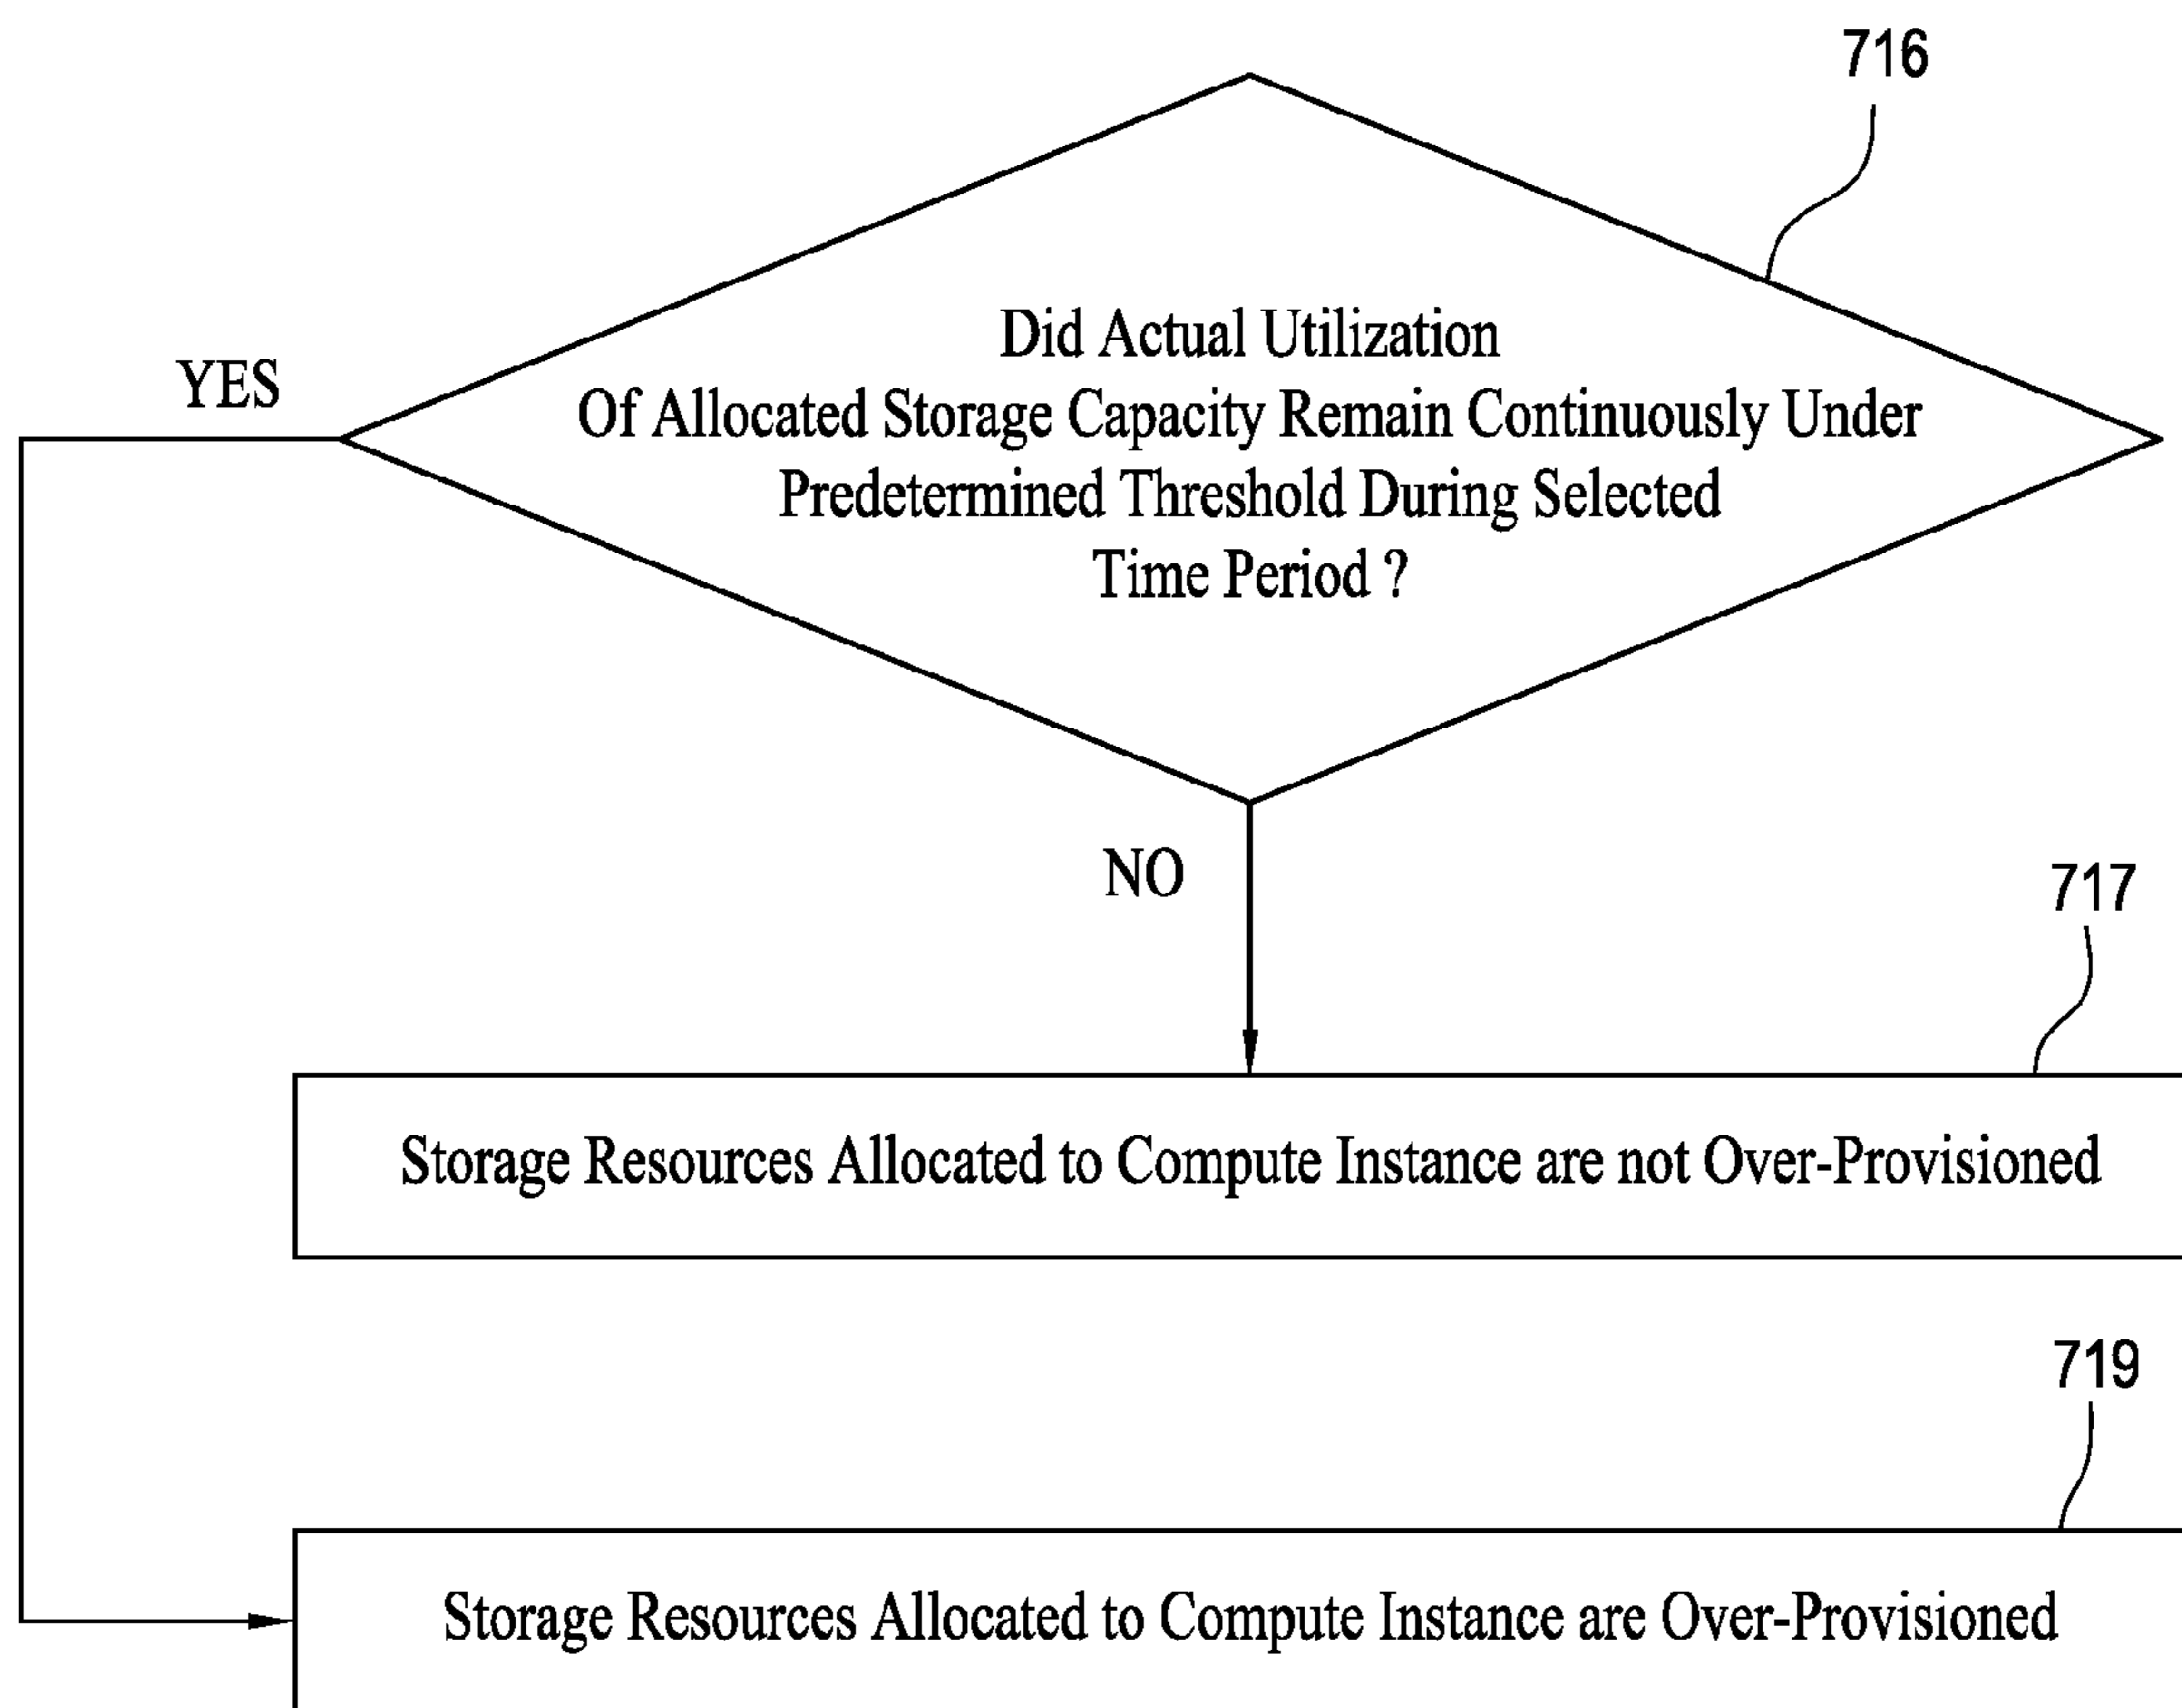 716
Did Actual Utilization
Of Allocated Storage Capacity Remain Continuously Under
Predetermined Threshold During Selected
Time Period ?
YES
NO
717
Storage Resources Allocated to Compute Instance are not Over-Provisioned
719
Storage Resources Allocated to Compute Instance are Over-Provisioned